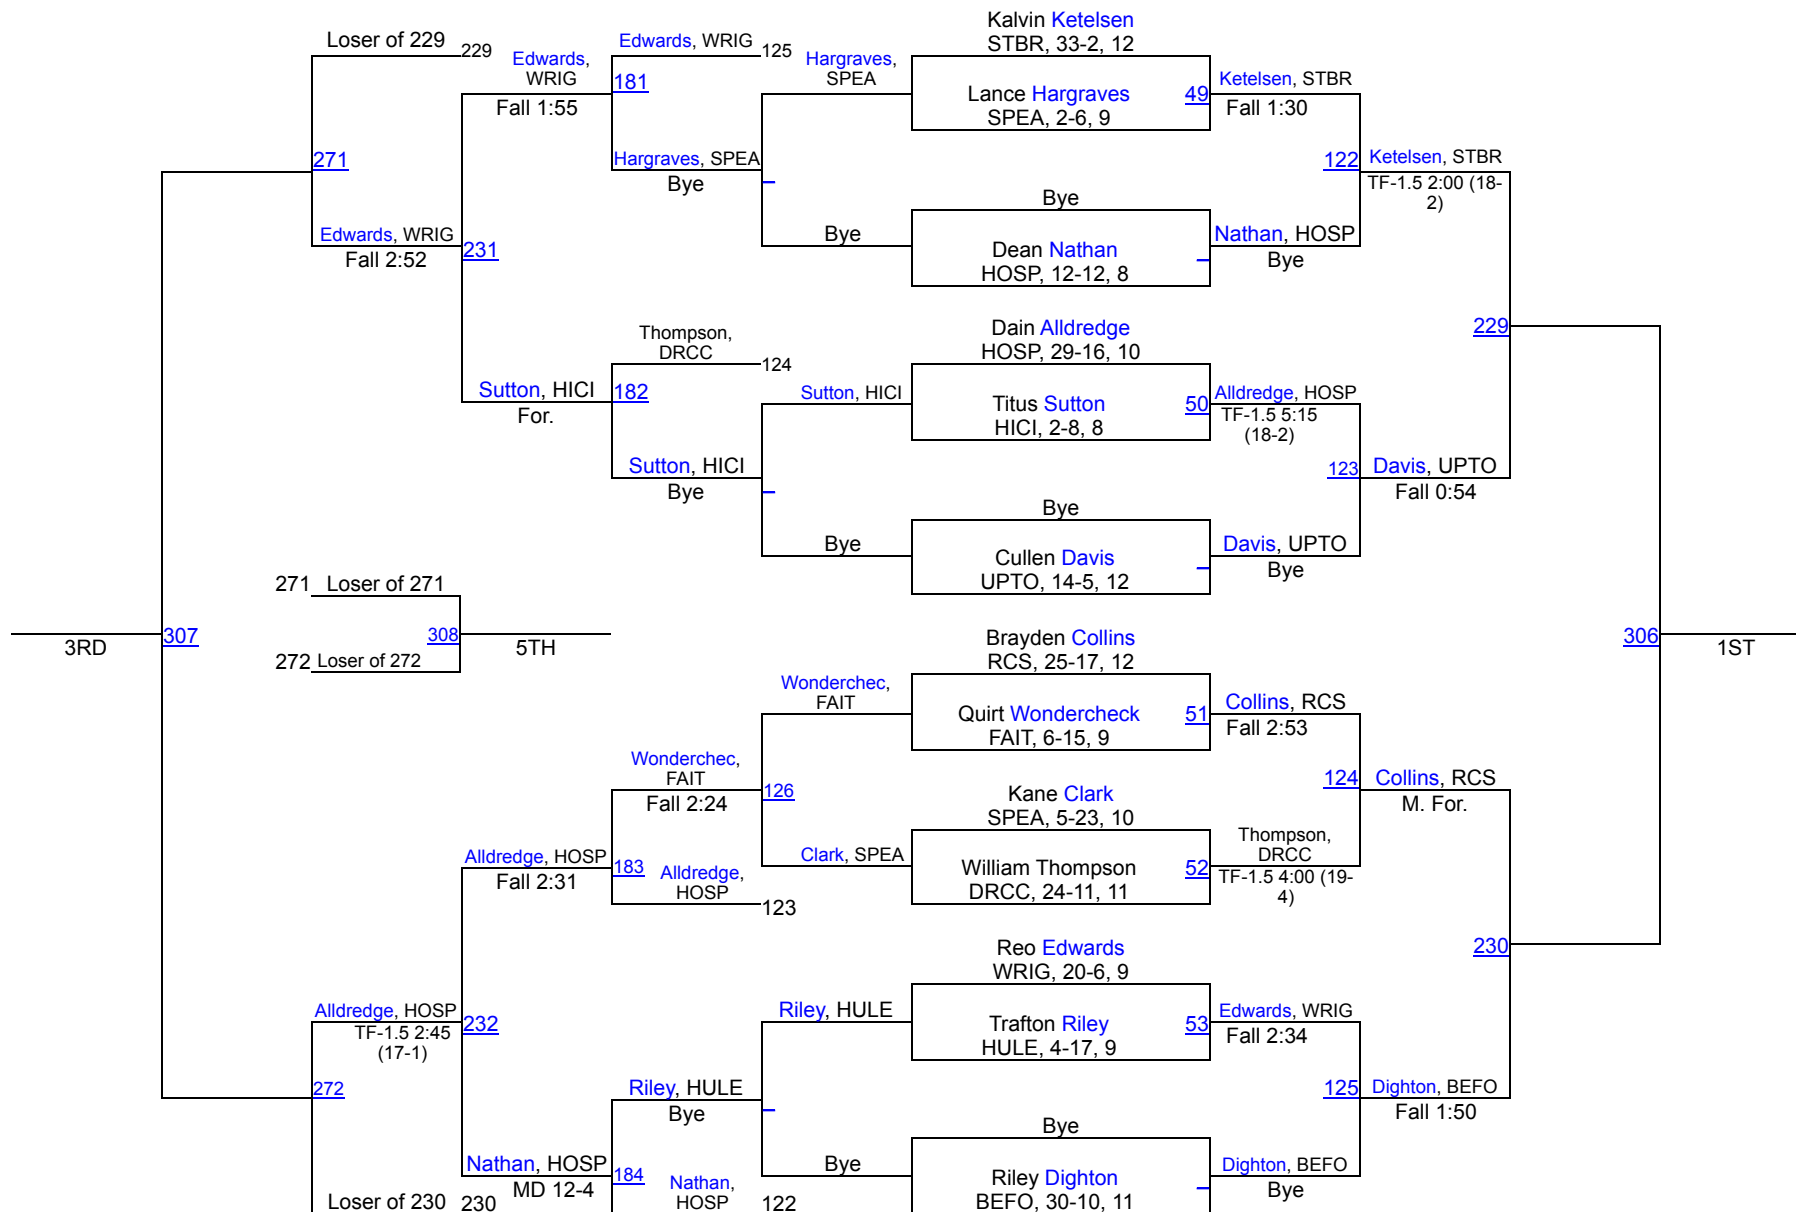 Kalvin Ketelsen
STBR, 33-2, 12
Loser of 229
229
Edwards,
WRIG
Fall 1:55
Edwards, WRIG
125
181
Hargraves,
SPEA
Lance Hargraves
SPEA, 2-6, 9
49
Ketelsen, STBR
Fall 1:30
271
Hargraves, SPEA
Bye
122
Ketelsen, STBR
TF-1.5 2:00 (18-
2)
Bye
Edwards, WRIG
Fall 2:52
231
Bye
Dean Nathan
HOSP, 12-12, 8
Nathan, HOSP
Bye
Thompson,
DRCC
124
Dain Alldredge
HOSP, 29-16, 10
229
Sutton, HICI
For.
182
Sutton, HICI
Titus Sutton
HICI, 2-8, 8
50
Alldredge, HOSP
TF-1.5 5:15
(18-2)
Sutton, HICI
Bye
123
Davis, UPTO
Fall 0:54
Bye
Bye
Cullen Davis
UPTO, 14-5, 12
Davis, UPTO
Bye
271
Loser of 271
3RD
307
308
5TH
272
Loser of 272
Brayden Collins
RCS, 25-17, 12
306
1ST
Wonderchec,
FAIT
Quirt Wondercheck
FAIT, 6-15, 9
51
Collins, RCS
Fall 2:53
Wonderchec,
FAIT
Fall 2:24
126
Kane Clark
SPEA, 5-23, 10
124
Collins, RCS
M. For.
Alldredge, HOSP
Fall 2:31
183
Alldredge,
HOSP
123
Clark, SPEA
William Thompson
DRCC, 24-11, 11
52
Thompson,
DRCC
TF-1.5 4:00 (19-
4)
Reo Edwards
WRIG, 20-6, 9
230
Alldredge, HOSP
TF-1.5 2:45
(17-1)
232
Riley, HULE
Trafton Riley
HULE, 4-17, 9
53
Edwards, WRIG
Fall 2:34
272
Riley, HULE
Bye
125
Dighton, BEFO
Fall 1:50
Bye
Nathan, HOSP
MD 12-4
184
Nathan,
HOSP
122
Bye
Riley Dighton
BEFO, 30-10, 11
Dighton, BEFO
Bye
Loser of 230
230